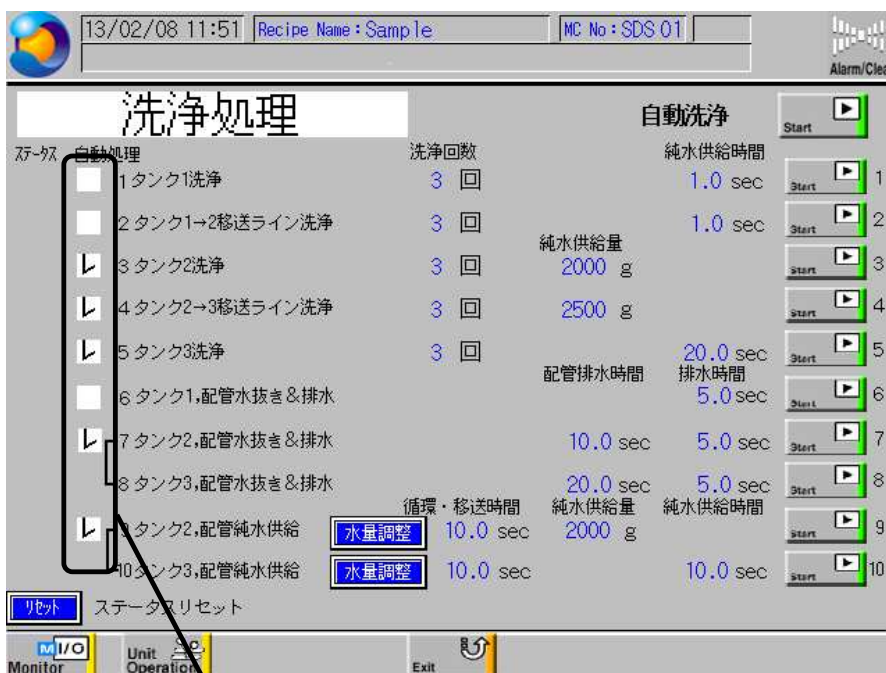 13/02/08 11:51 Recipe Name:Sample MC No:SDS 01
Alarm/Clea
洗浄処理 自動洗浄 Start
ｽﾃｰﾀｽ 自動処理 洗浄回数 純水供給時間
1 タンク1洗浄 3 回 1.0 sec Start 1
2 タンク1→2移送ライン洗浄 3 回 1.0 sec Start 2
純水供給量
3 タンク2洗浄 3 回 2000 g Start 3
4 タンク2→3移送ライン洗浄 3 回 2500 g Start 4
5 タンク3洗浄 3 回 20.0 sec Start 5
配管排水時間 排水時間
6 タンク1,配管水抜き&排水 5.0 sec Start 6
7 タンク2,配管水抜き&排水 10.0 sec 5.0 sec Start 7
8 タンク3,配管水抜き&排水 20.0 sec 5.0 sec Start 8
循環・移送時間 純水供給量 純水供給時間
9 タンク2,配管純水供給 水量調整 10.0 sec 2000 g Start 9
10 タンク3,配管純水供給 水量調整 10.0 sec 10.0 sec Start 10
ﾘｾｯﾄ ステータスリセット
M I/O Monitor Unit Operation Exit